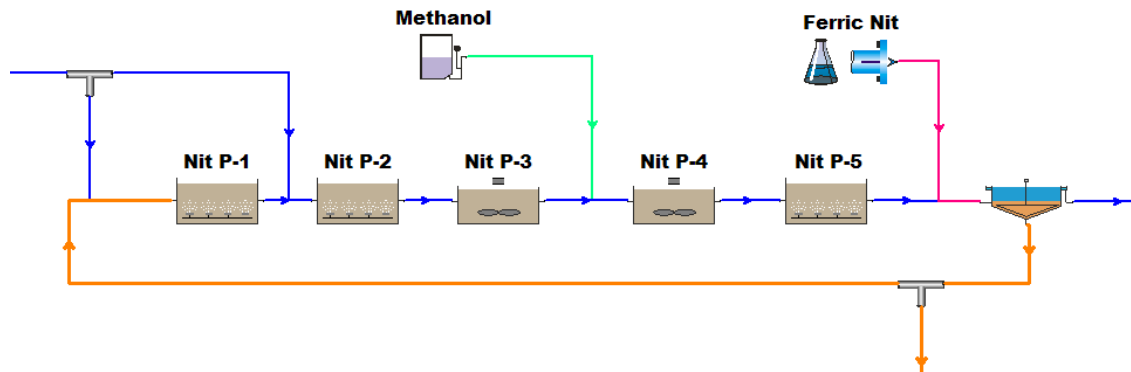 Methanol
Ferric Nit
Nit P-1
Nit P-2
Nit P-3
Nit P-4
Nit P-5